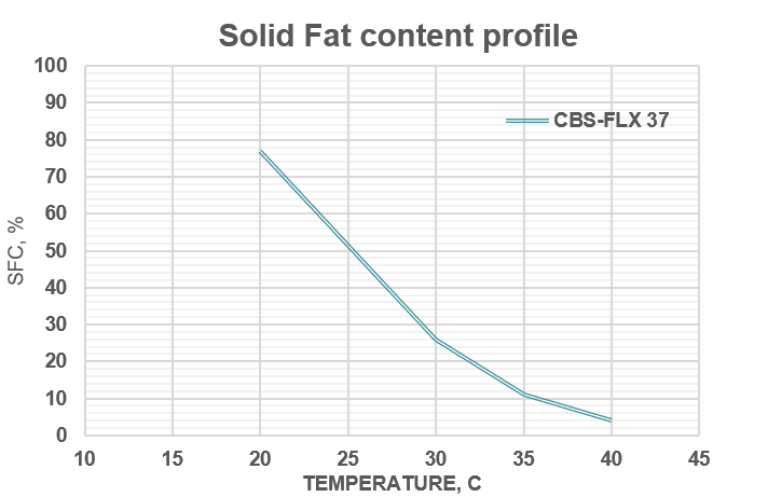 Solid Fat content profile
100
90
80
70
60
50
40
30
20
10
0
SFC, %
CBS-FLX 37
10 15 20 25 30 35 40 45
TEMPERATURE, C